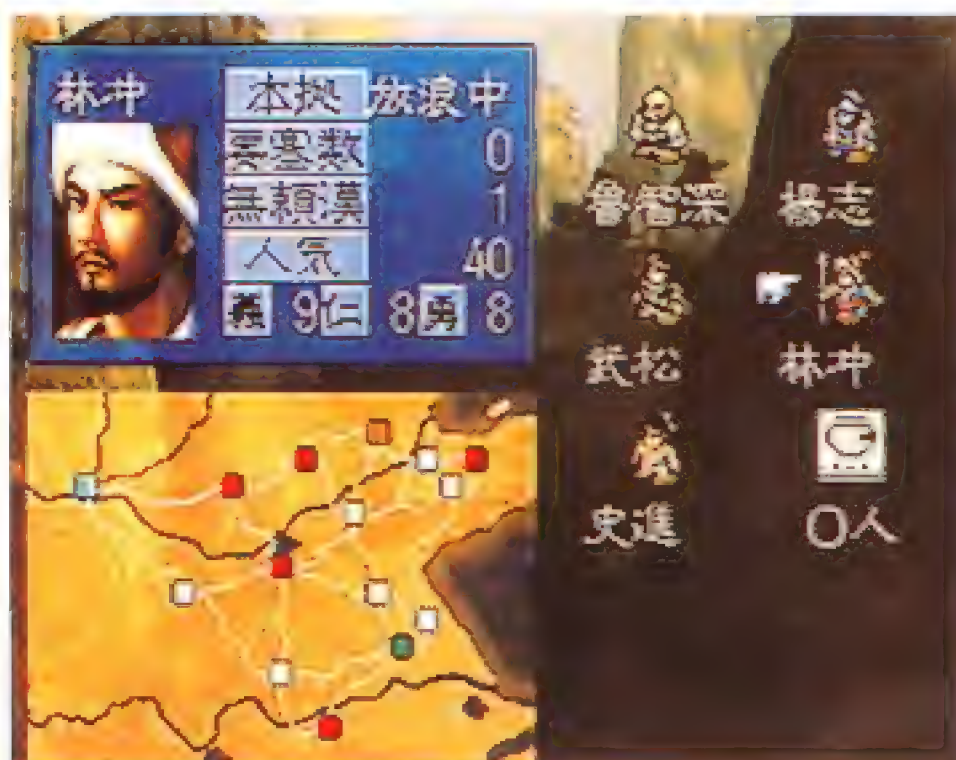 林冲
本拠 放浪中
要塞数 0
無頼漢 1
人気 40
義 9 仁 8 勇 8
魯智深 楊志
武松 林冲
史進 0人